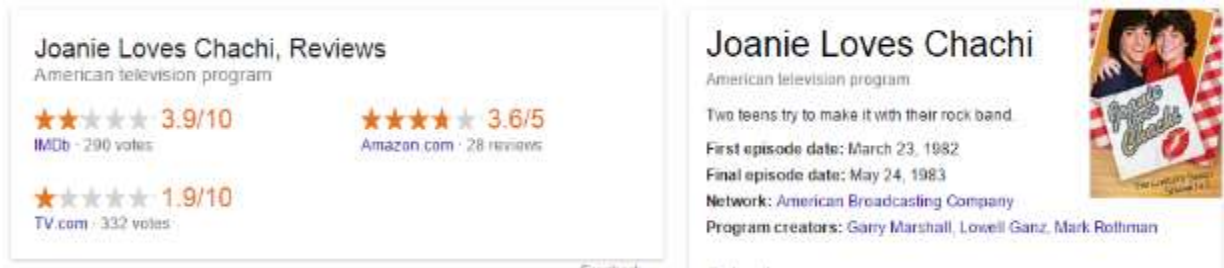 Joanie Loves Chachi, Reviews
American television program
3.9/10
IMDb · 290 votes
3.6/5
Amazon.com · 28 reviews
1.9/10
TV.com · 332 votes
Joanie Loves Chachi
American television program
Two teens try to make it with their rock band.
First episode date: March 23, 1982
Final episode date: May 24, 1983
Network: American Broadcasting Company
Program creators: Garry Marshall, Lowell Ganz, Mark Rothman
Joanie
Loves
Chachi